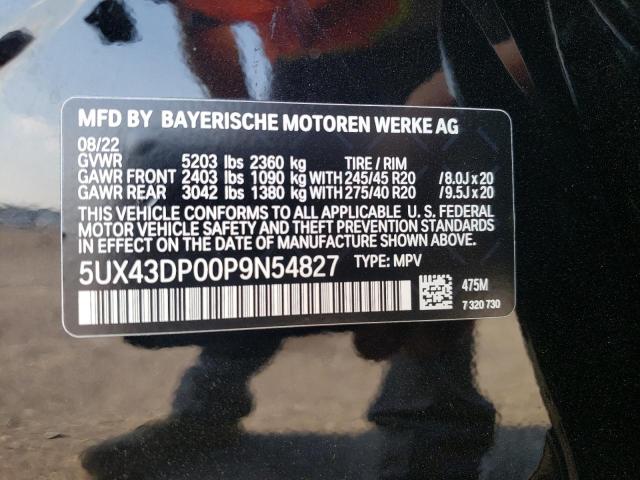 MFD BY BAYERISCHE MOTOREN WERKE AG
08/22
GVWR 5203 lbs 2360 kg TIRE / RIM
GAWR FRONT 2403 lbs 1090 kg WITH 245/45 R20 /8.0J x 20
GAWR REAR 3042 lbs 1380 kg WITH 275/40 R20 /9.5J x 20
THIS VEHICLE CONFORMS TO ALL APPLICABLE U. S. FEDERAL
MOTOR VEHICLE SAFETY AND THEFT PREVENTION STANDARDS
IN EFFECT ON THE DATE OF MANUFACTURE SHOWN ABOVE.
5UX43DP00P9N54827 TYPE: MPV
475M
7 320 730